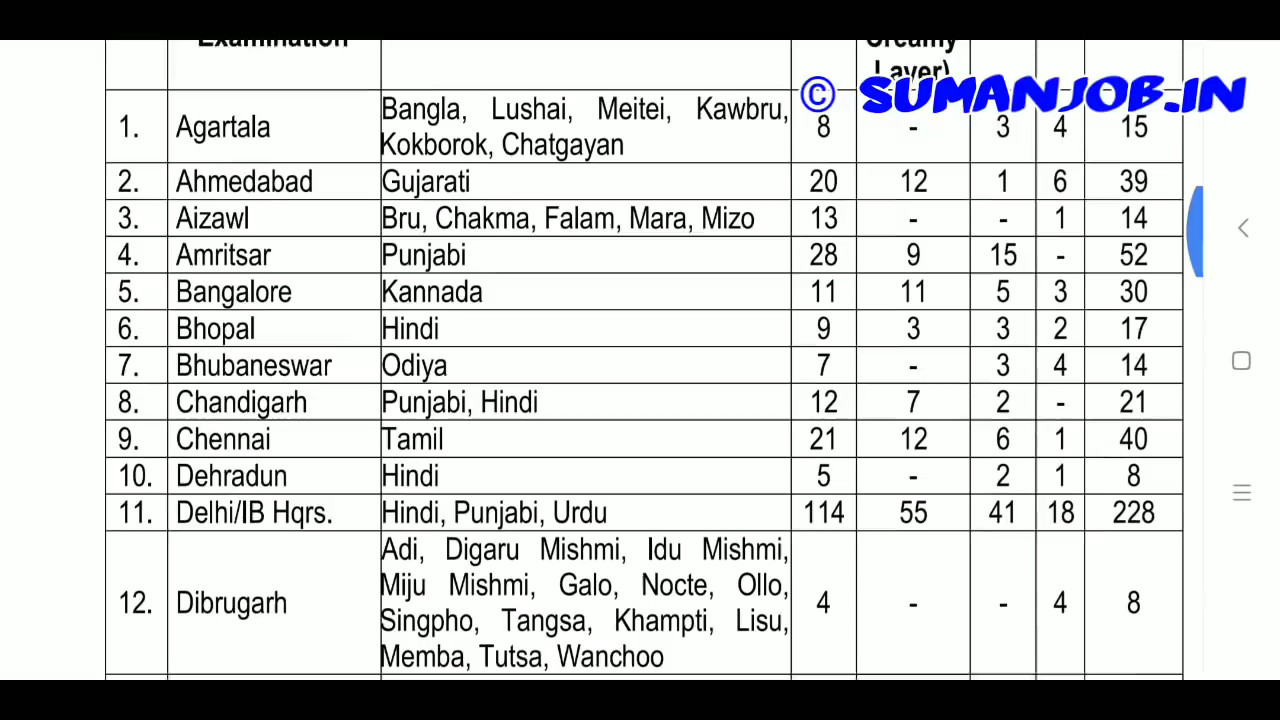 Examination
Creamy
Layer)
© SUMANJOB.IN
1. Agartala Bangla, Lushai, Meitei, Kawbru, 8 - 3 4 15
Kokborok, Chatgayan
2. Ahmedabad Gujarati 20 12 1 6 39
3. Aizawl Bru, Chakma, Falam, Mara, Mizo 13 - - 1 14
4. Amritsar Punjabi 28 9 15 - 52
5. Bangalore Kannada 11 11 5 3 30
6. Bhopal Hindi 9 3 3 2 17
7. Bhubaneswar Odiya 7 - 3 4 14
8. Chandigarh Punjabi, Hindi 12 7 2 - 21
9. Chennai Tamil 21 12 6 1 40
10. Dehradun Hindi 5 - 2 1 8
11. Delhi/IB Hqrs. Hindi, Punjabi, Urdu 114 55 41 18 228
12. Dibrugarh Adi, Digaru Mishmi, Idu Mishmi, 4 - - 4 8
Miju Mishmi, Galo, Nocte, Ollo,
Singpho, Tangsa, Khampti, Lisu,
Memba, Tutsa, Wanchoo